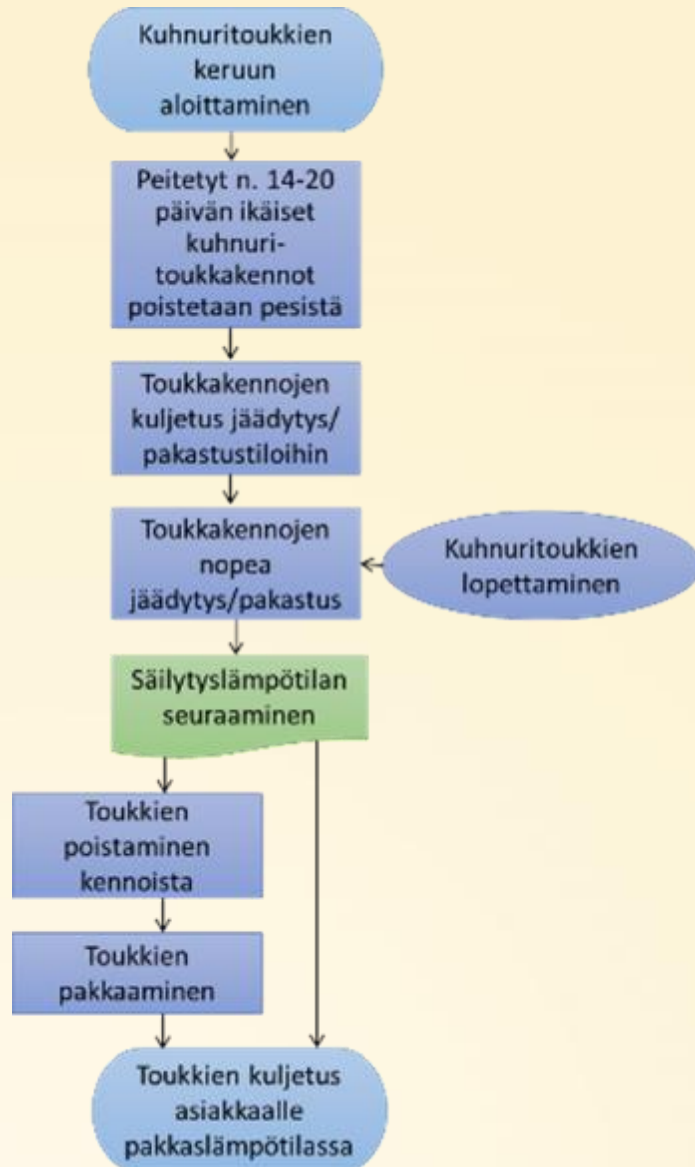 Kuhnuritoukkien
keruun
aloittaminen
Peitetyt n. 14-20
päivän ikäiset
kuhnuri-
toukkakennot
poistetaan pesistä
Toukkakennojen
kuljetus jäädytys/
pakastustiloihin
Toukkakennojen
nopea
jäädytys/pakastus
Kuhnuritoukkien
lopettaminen
Säilytyslämpötilan
seuraaminen
Toukkien
poistaminen
kennoista
Toukkien
pakkaaminen
Toukkien kuljetus
asiakkaalle
pakkaslämpötilassa